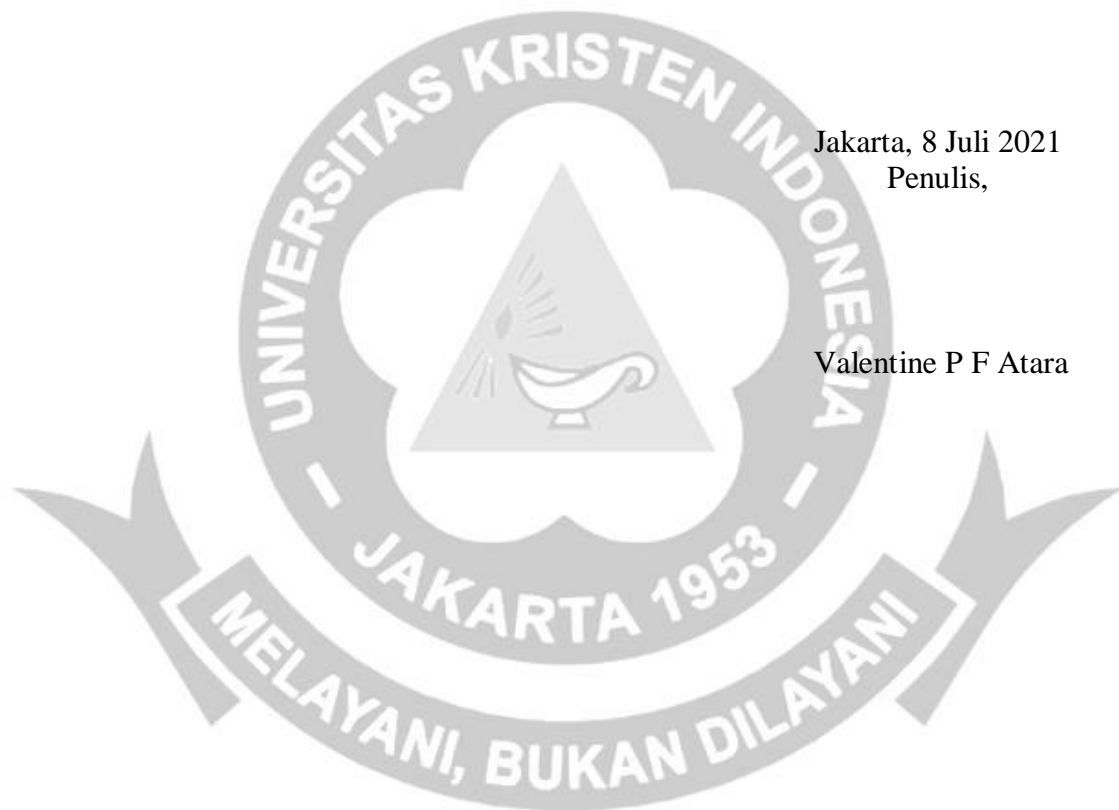 UNIVERSITAS KRISTEN INDONESIA
Jakarta, 8 Juli 2021
Penulis,
Valentine P F Atara
JAKARTA 1953
MELAYANI, BUKAN DILAYANI